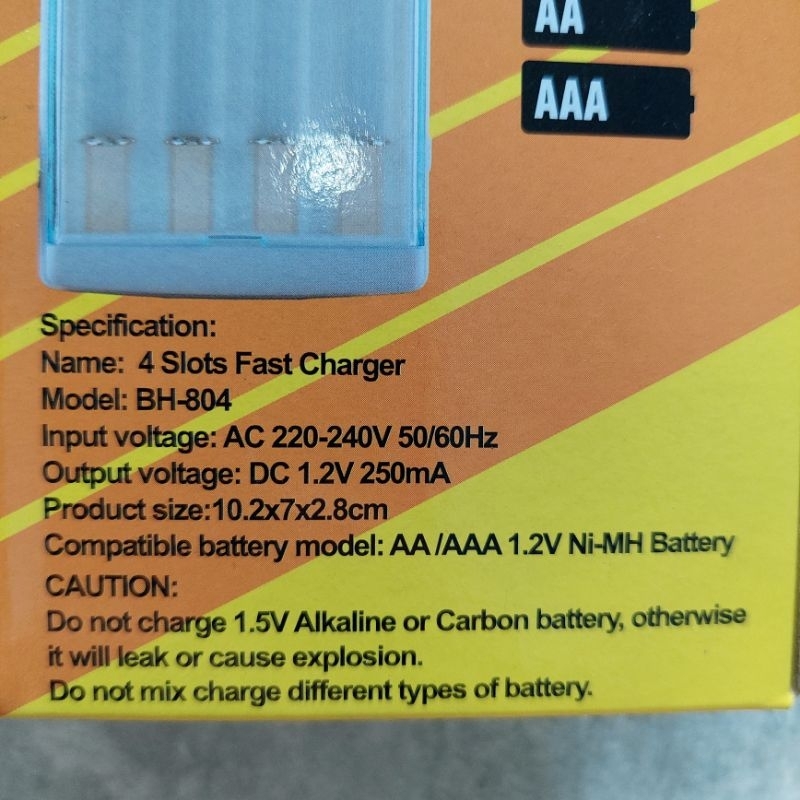 AA
AAA
Specification:
Name: 4 Slots Fast Charger
Model: BH-804
Input voltage: AC 220-240V 50/60Hz
Output voltage: DC 1.2V 250mA
Product size:10.2x7x2.8cm
Compatible battery model: AA/AAA 1.2V Ni-MH Battery
CAUTION:
Do not charge 1.5V Alkaline or Carbon battery, otherwise
it will leak or cause explosion.
Do not mix charge different types of battery.